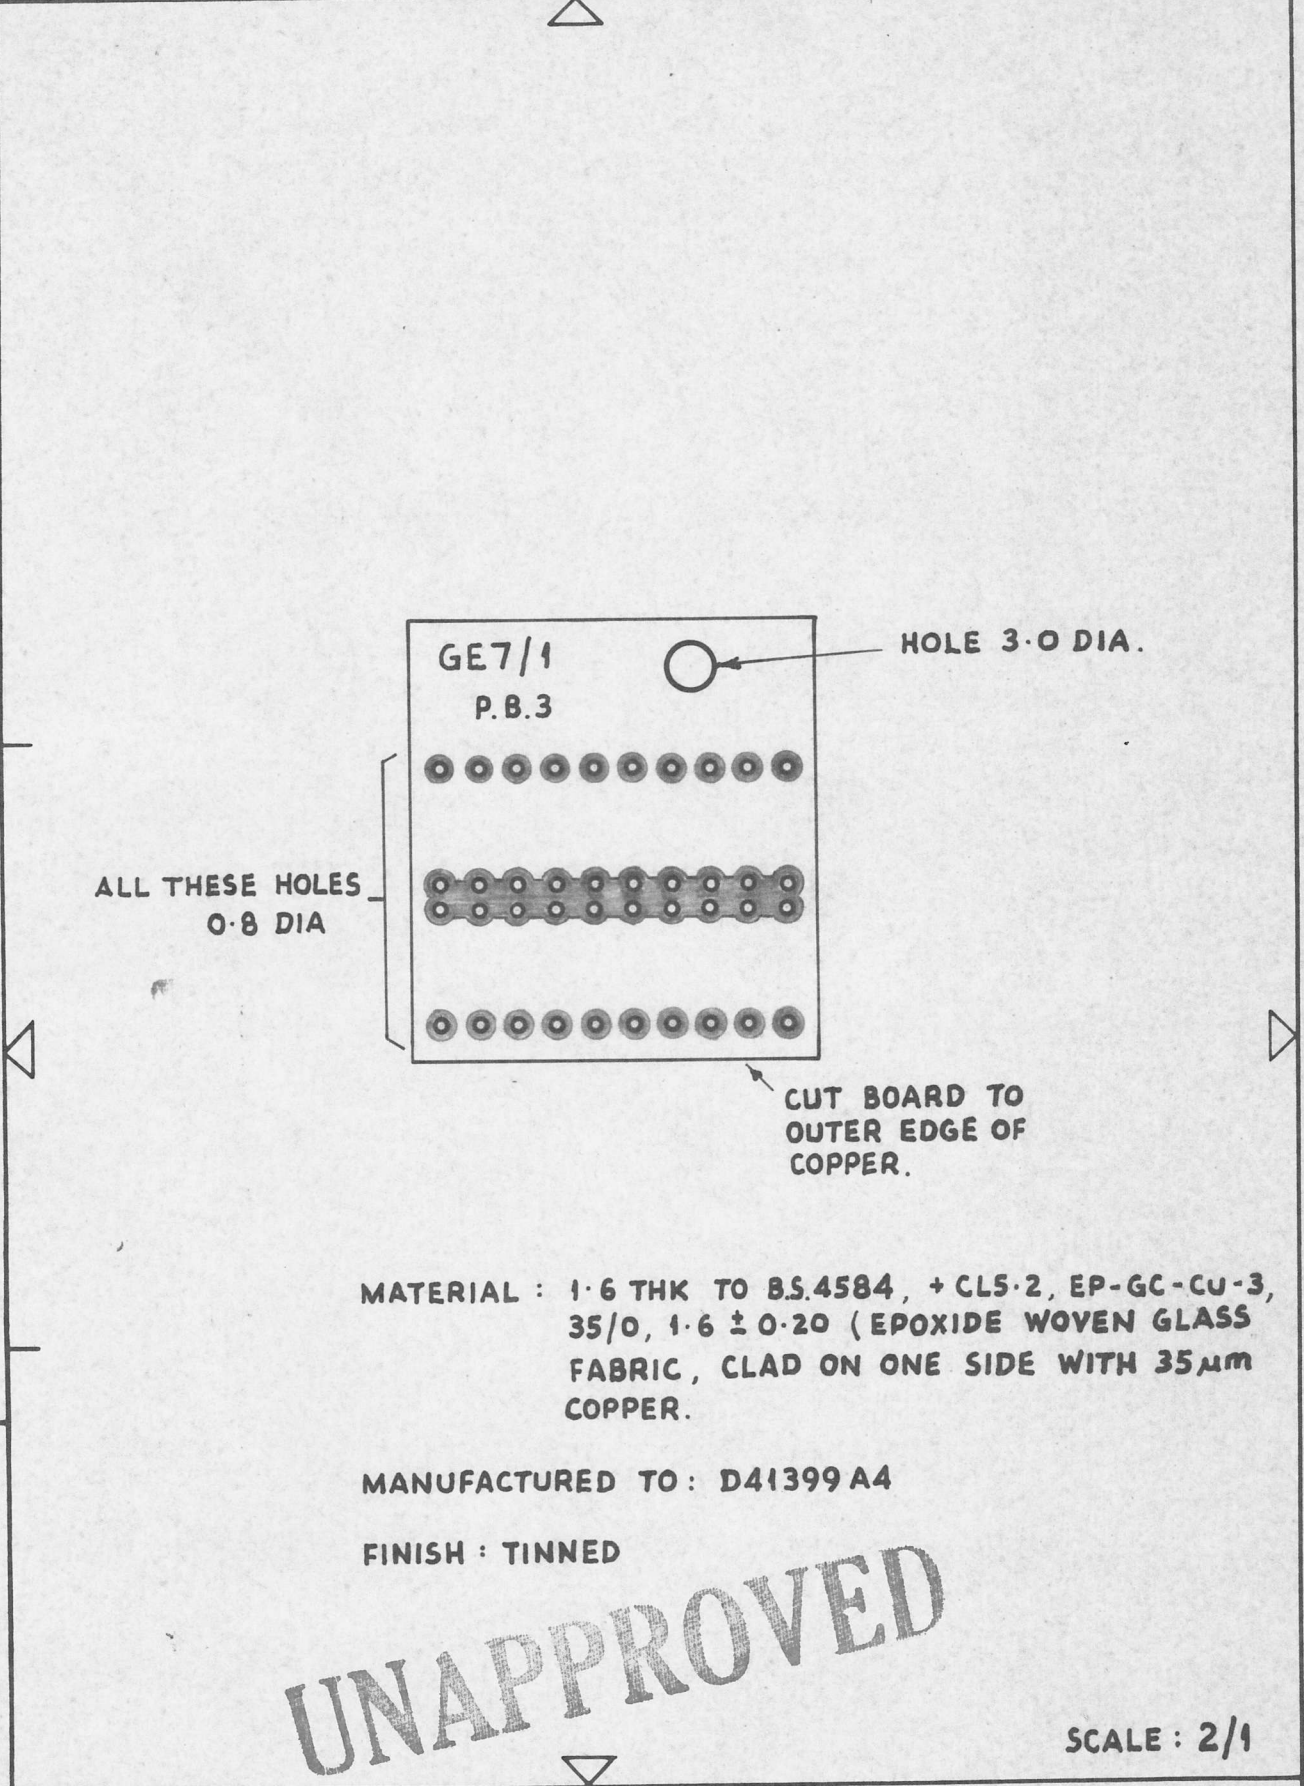 GE7/1
P.B.3
HOLE 3·0 DIA.
ALL THESE HOLES
0·8 DIA
CUT BOARD TO
OUTER EDGE OF
COPPER.
MATERIAL : 1·6 THK TO B.S.4584, + CL5·2, EP-GC-CU-3,
35/0, 1·6 ± 0·20 (EPOXIDE WOVEN GLASS
FABRIC, CLAD ON ONE SIDE WITH 35µm
COPPER.
MANUFACTURED TO: D41399 A4
FINISH : TINNED
UNAPPROVED
SCALE : 2/1